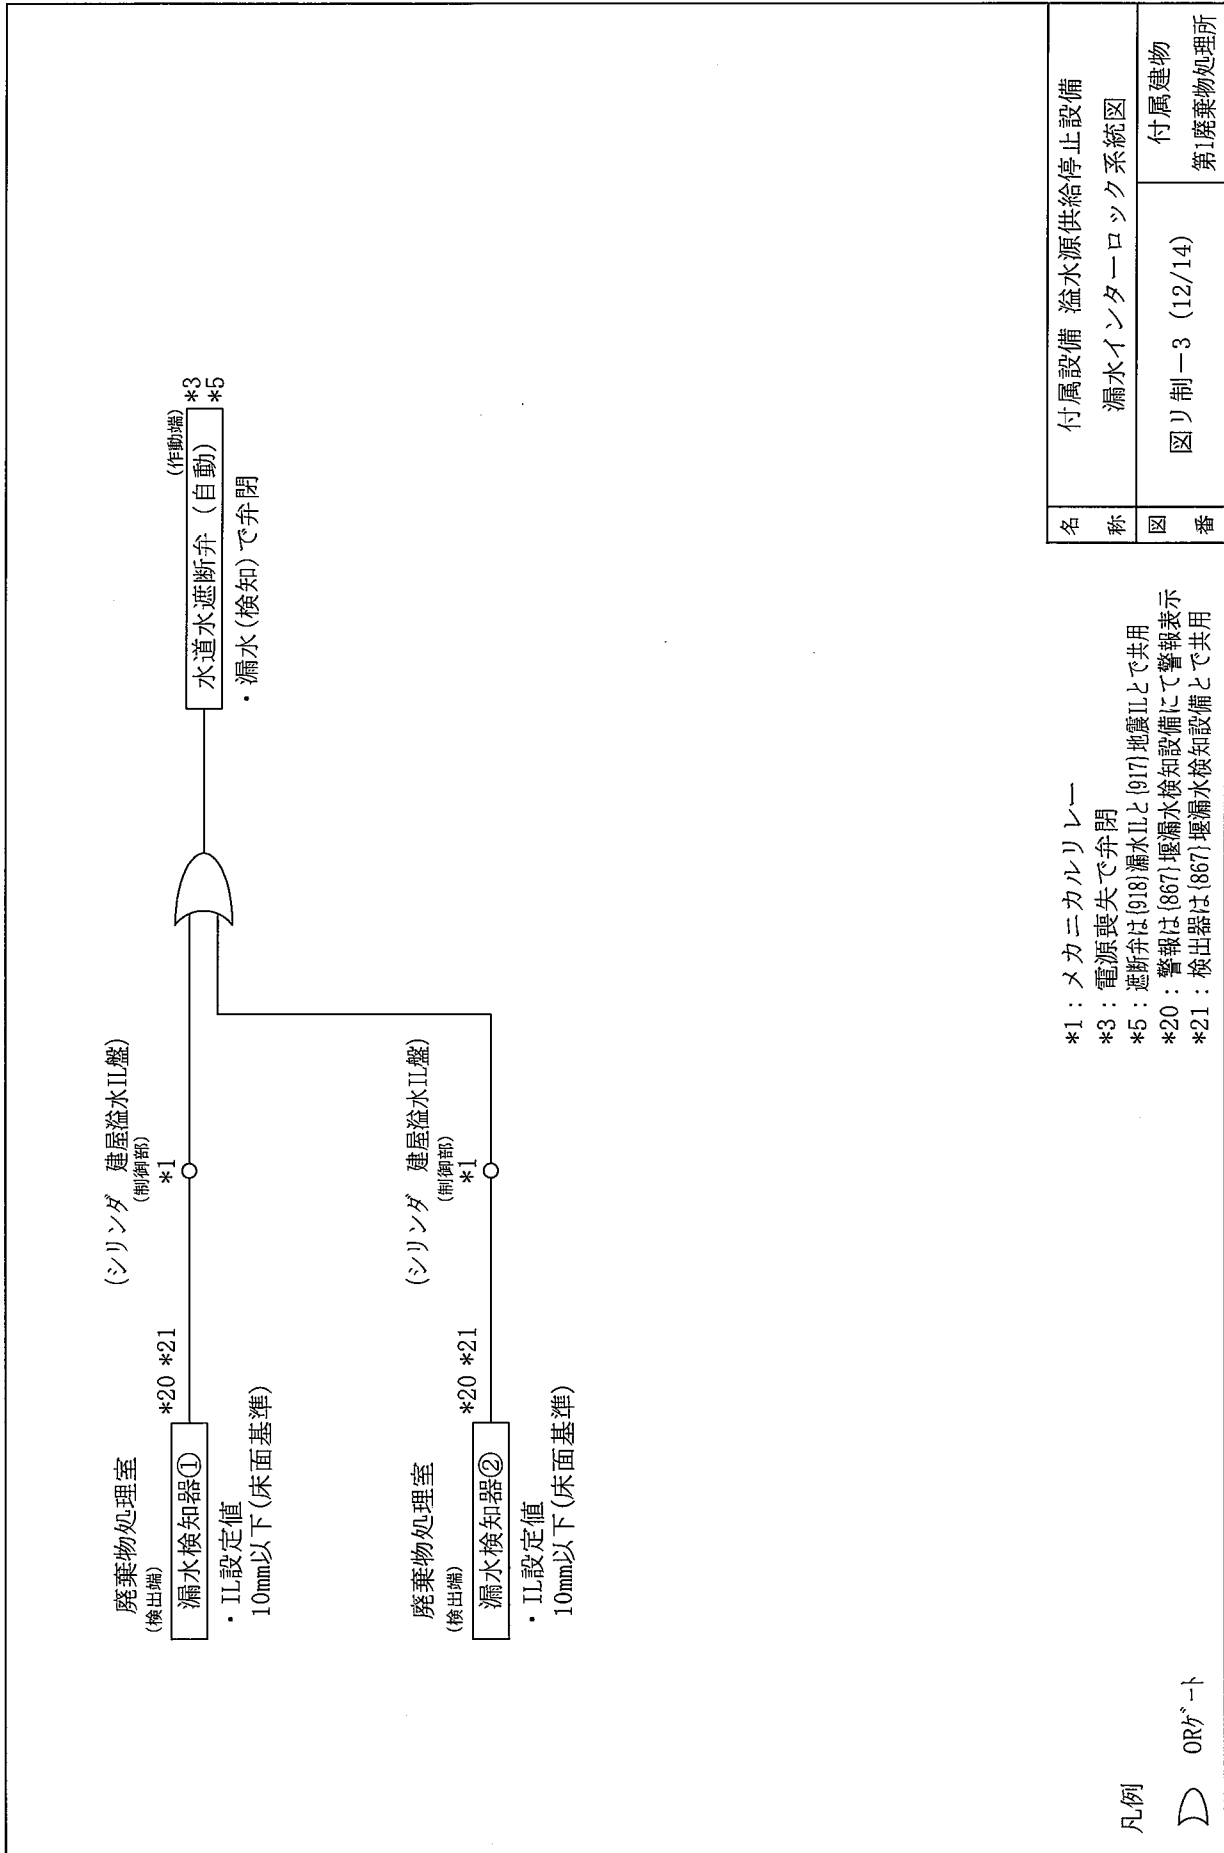 廃棄物処理室
(検出端)
*20 *21
漏水検知器①
・IL設定値
10mm以下(床面基準)
(シリンダ 建屋溢水IL盤)
(制御部)
*1
廃棄物処理室
(検出端)
*20 *21
漏水検知器②
・IL設定値
10mm以下(床面基準)
(シリンダ 建屋溢水IL盤)
(制御部)
*1
(作動端)
水道水遮断弁 (自動)
*3
*5
・漏水(検知)で弁閉
凡例
ORゲート
*1:メカニカルリレー
*3:電源喪失で弁閉
*5:遮断弁は{918}漏水ILと{917}地震ILとで共用
*20:警報は{867}堰漏水検知設備にて警報表示
*21:検出器は{867}堰漏水検知設備とで共用
名称
付属設備 溢水源供給停止設備
漏水インターロック系統図
図番
図リ制-3 (12/14)
付属建物
第1廃棄物処理所